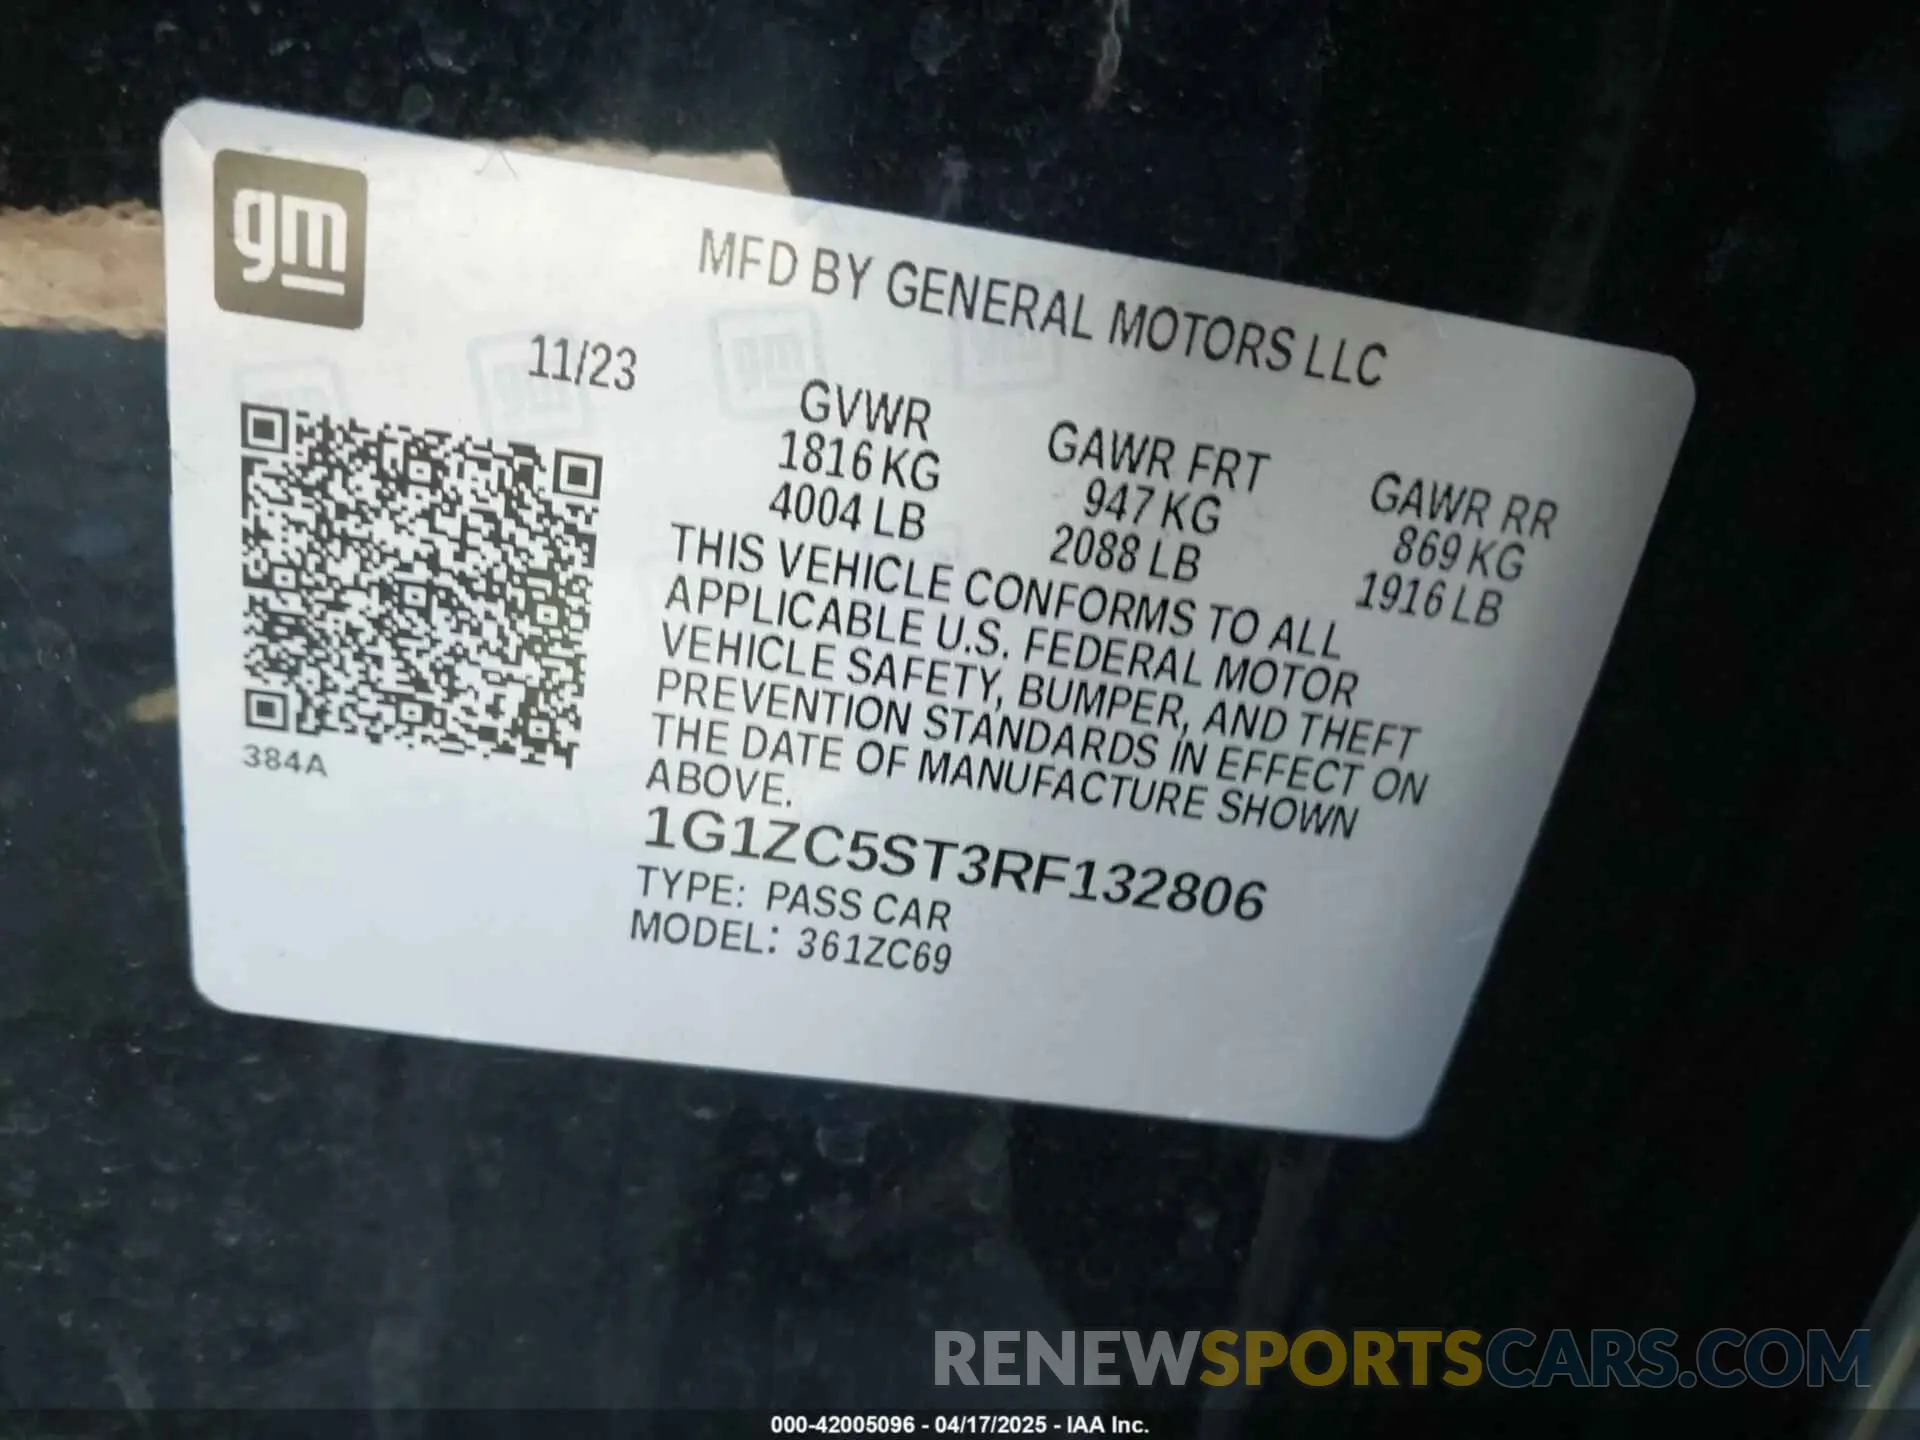 gm
MFD BY GENERAL MOTORS LLC
11/23
GVWR
1816 KG
4004 LB
GAWR FRT
947 KG
2088 LB
GAWR RR
869 KG
1916 LB
THIS VEHICLE CONFORMS TO ALL
APPLICABLE U.S. FEDERAL MOTOR
VEHICLE SAFETY, BUMPER, AND THEFT
PREVENTION STANDARDS IN EFFECT ON
THE DATE OF MANUFACTURE SHOWN
ABOVE.
384A
1G1ZC5ST3RF132806
TYPE: PASS CAR
MODEL: 361ZC69
RENEWSPORTSCARS.COM
000-42005096 - 04/17/2025 - IAA Inc.